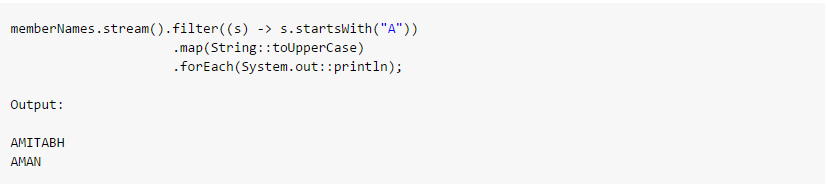 memberNames.stream().filter((s) -> s.startsWith("A"))
.map(String::toUpperCase)
.forEach(System.out::println);
Output:
AMITABH
AMAN